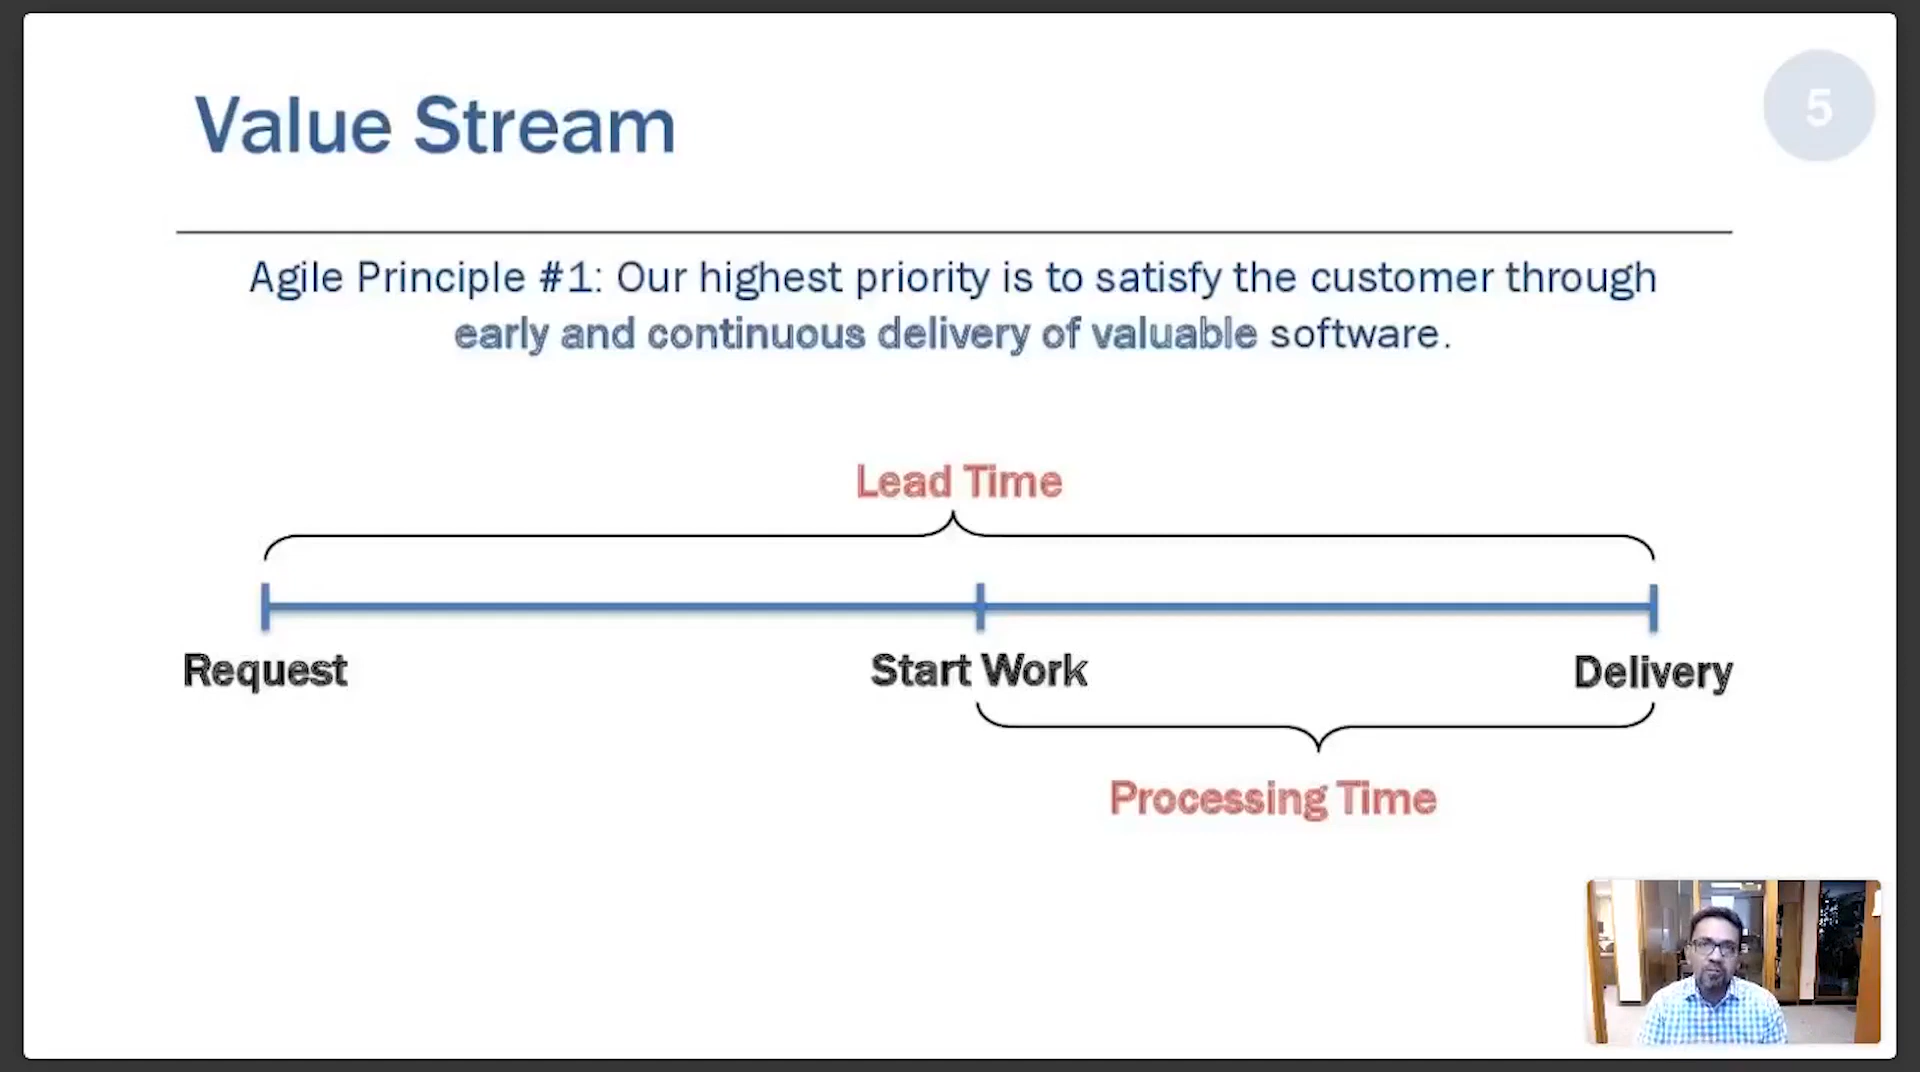 Value Stream
5
Agile Principle #1: Our highest priority is to satisfy the customer through
early and continuous delivery of valuable software.
Lead Time
Request
Start Work
Delivery
Processing Time